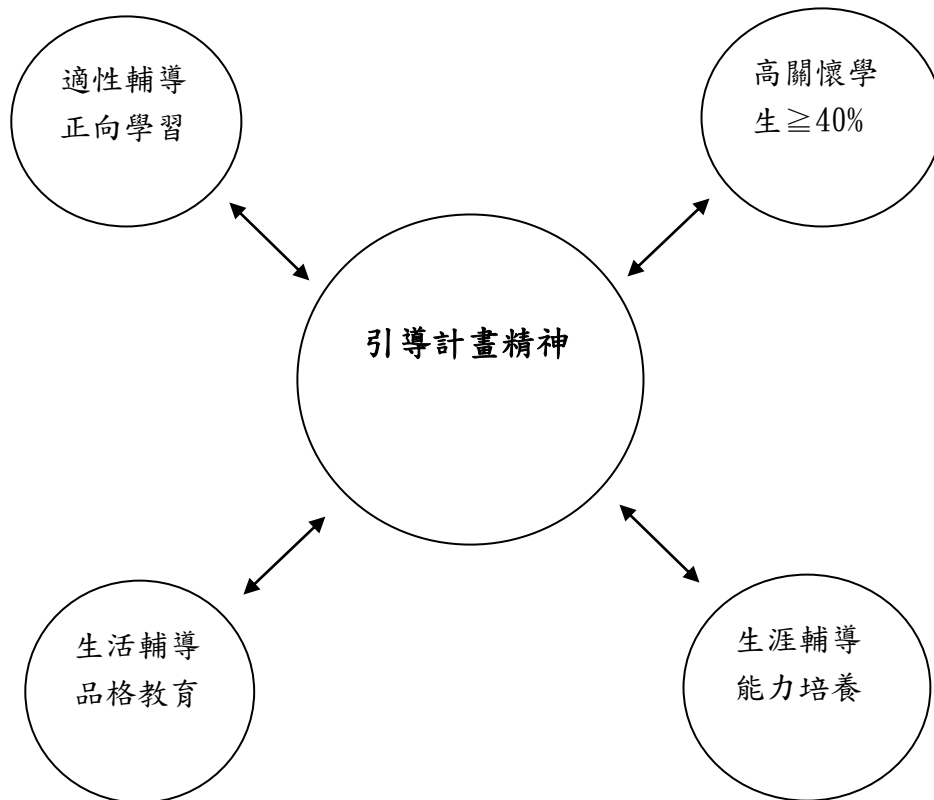 適性輔導
正向學習
高關懷學
生≧40%
引導計畫精神
生活輔導
品格教育
生涯輔導
能力培養